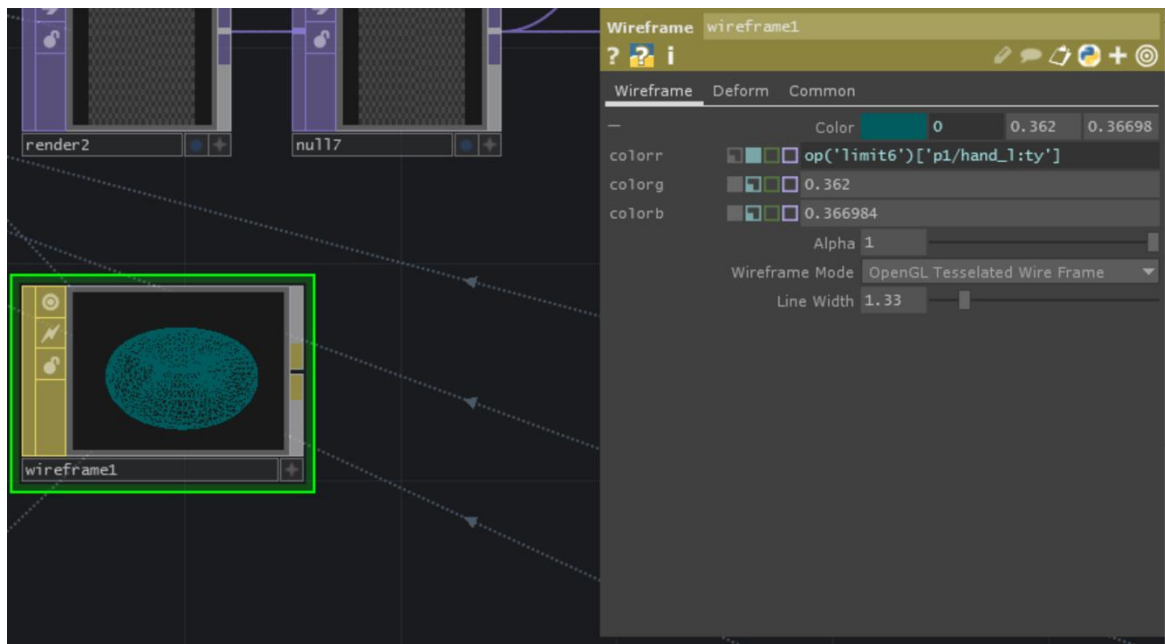 Wireframe wireframe1
? ? i
Wireframe Deform Common
Color 0 0.362 0.36698
colorr op('limit6')['p1/hand_l:ty']
colorg 0.362
colorb 0.366984
Alpha 1
Wireframe Mode OpenGL Tesselated Wire Frame
Line Width 1.33
render2
null7
wireframe1